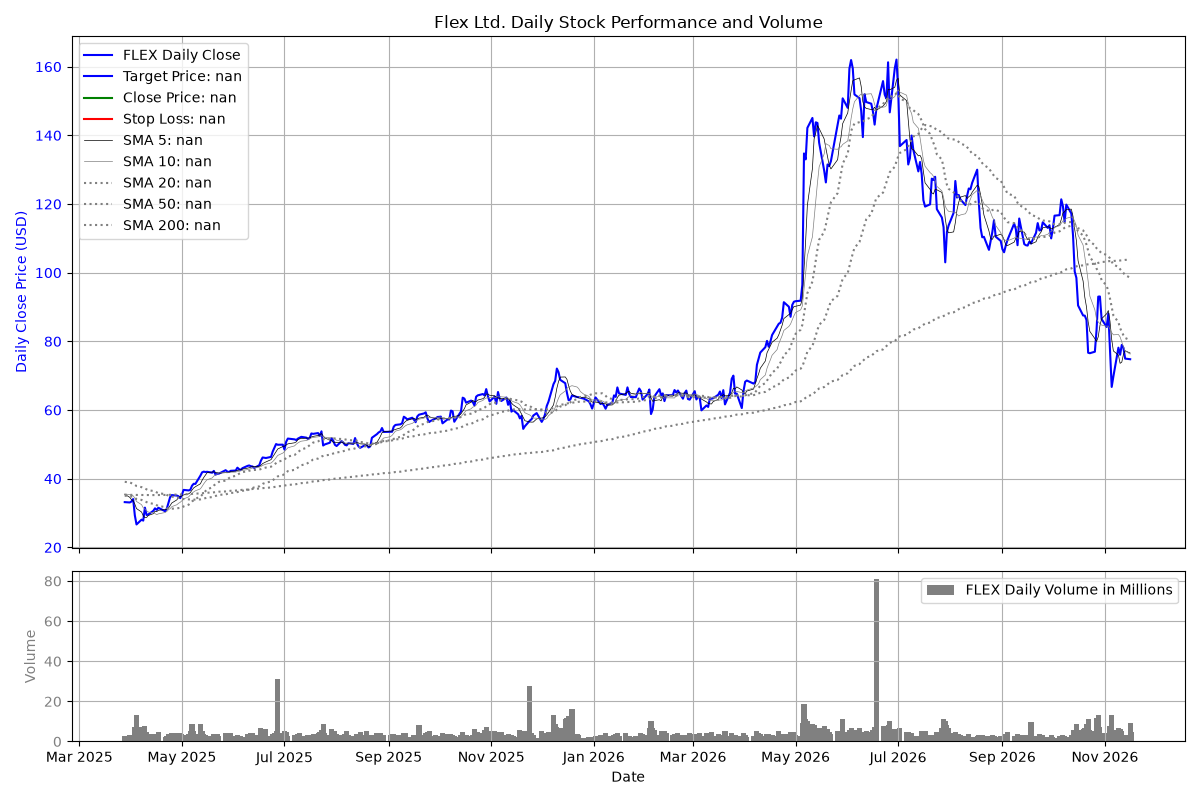 Flex Ltd. Daily Stock Performance and Volume
FLEX Daily Close
Target Price: nan
Close Price: nan
Stop Loss: nan
SMA 5: nan
SMA 10: nan
SMA 20: nan
SMA 50: nan
SMA 200: nan
160
140
120
100
80
60
40
20
Daily Close Price (USD)
FLEX Daily Volume in Millions
80
60
40
20
0
Volume
Mar 2025 May 2025 Jul 2025 Sep 2025 Nov 2025 Jan 2026 Mar 2026 May 2026 Jul 2026 Sep 2026 Nov 2026
Date